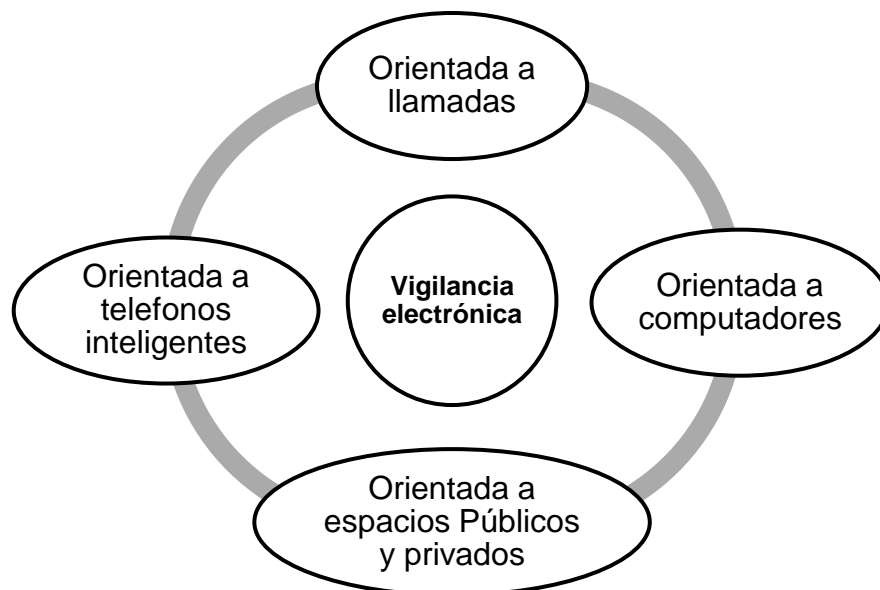 Orientada a
llamadas
Orientada a
telefonos
inteligentes
Vigilancia
electrónica
Orientada a
computadores
Orientada a
espacios Públicos
y privados